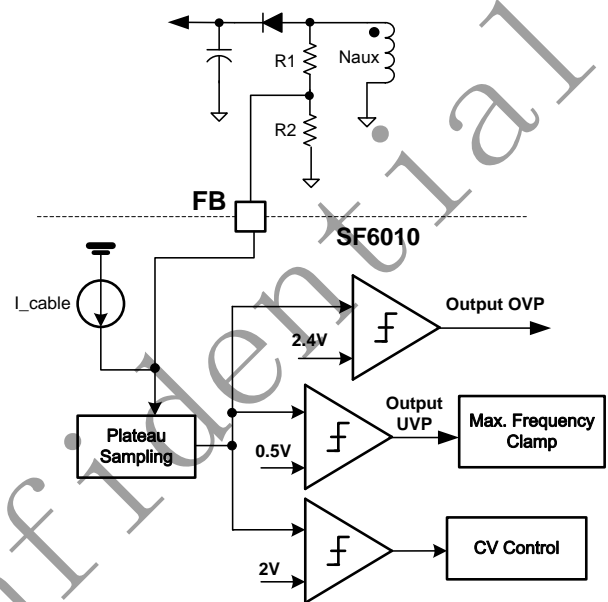 R1
Naux
R2
FB
SF6010
I_cable
Output OVP
2.4V
Plateau
Sampling
Output
UVP
0.5V
Max. Frequency
Clamp
2V
CV Control
nfidential